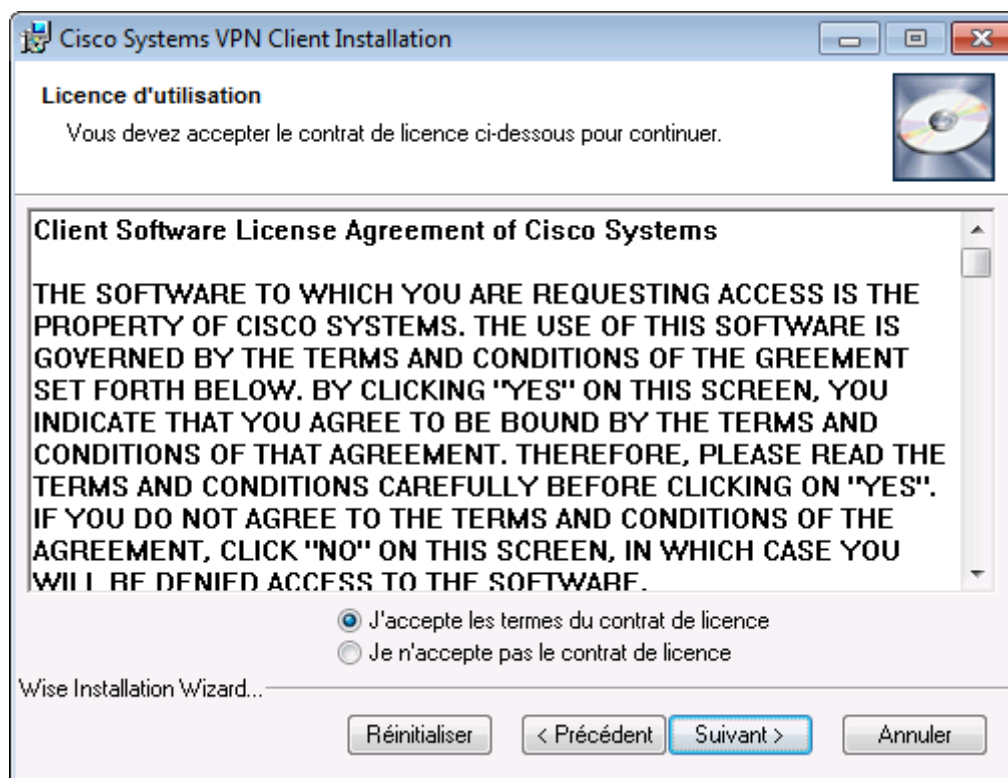 Cisco Systems VPN Client Installation
Licence d'utilisation
Vous devez accepter le contrat de licence ci-dessous pour continuer.
Client Software License Agreement of Cisco Systems
THE SOFTWARE TO WHICH YOU ARE REQUESTING ACCESS IS THE
PROPERTY OF CISCO SYSTEMS. THE USE OF THIS SOFTWARE IS
GOVERNED BY THE TERMS AND CONDITIONS OF THE GREEMENT
SET FORTH BELOW. BY CLICKING "YES" ON THIS SCREEN, YOU
INDICATE THAT YOU AGREE TO BE BOUND BY THE TERMS AND
CONDITIONS OF THAT AGREEMENT. THEREFORE, PLEASE READ THE
TERMS AND CONDITIONS CAREFULLY BEFORE CLICKING ON "YES".
IF YOU DO NOT AGREE TO THE TERMS AND CONDITIONS OF THE
AGREEMENT, CLICK "NO" ON THIS SCREEN, IN WHICH CASE YOU
WILL BE DENIED ACCESS TO THE SOFTWARE.
J'accepte les termes du contrat de licence
Je n'accepte pas le contrat de licence
Wise Installation Wizard...
Réinitialiser
< Précédent
Suivant >
Annuler